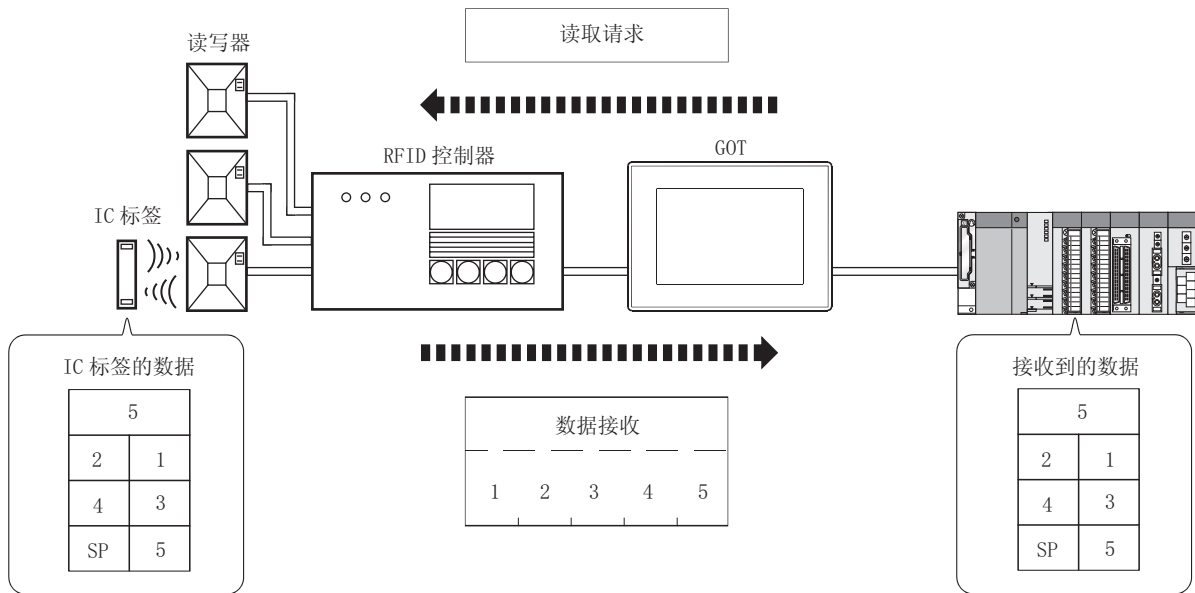 读取请求
读写器
RFID 控制器
GOT
IC 标签
IC 标签的数据
5
2 1
4 3
SP 5
数据接收
1 2 3 4 5
接收到的数据
5
2 1
4 3
SP 5